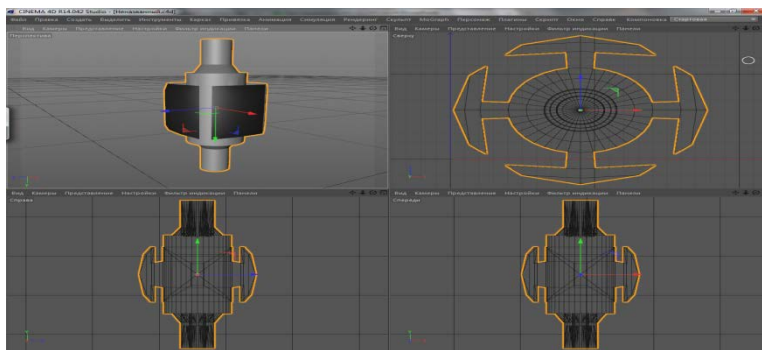 CINEMA 4D R14.042 Studio - [Неназванный.c4d]
Файл Правка Создать Выделить Инструменты Каркас Привязка Анимация Симуляция Рендеринг Скульпт MoGraph Персонаж Плагины Скрипт Окна Справка Компоновка Стартовая
Вид Камеры Представление Настройки Фильтр индикации Панели
Перспектива
Вид Камеры Представление Настройки Фильтр индикации Панели
Сверху
Вид Камеры Представление Настройки Фильтр индикации Панели
Справа
Вид Камеры Представление Настройки Фильтр индикации Панели
Спереди